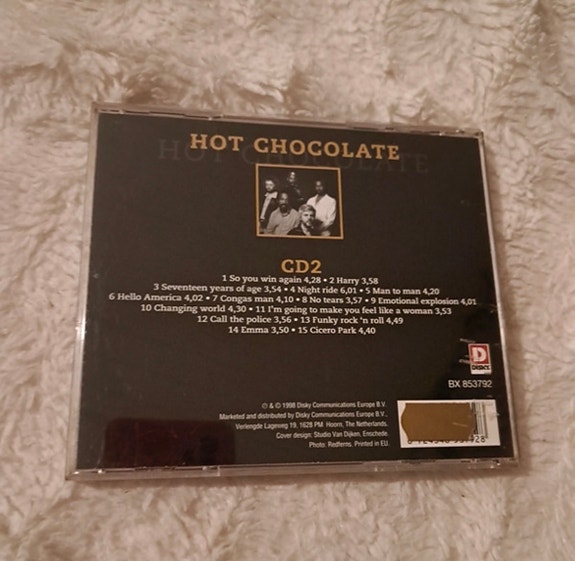 HOT CHOCOLATE
HOT CHOCOLATE
CD2
1 So you win again 4,28 • 2 Harry 3,58
3 Seventeen years of age 3,54 • 4 Night ride 6,01 • 5 Man to man 4,20
6 Hello America 4,02 • 7 Congas man 4,10 • 8 No tears 3,57 • 9 Emotional explosion 4,01
10 Changing world 4,30 • 11 I'm going to make you feel like a woman 3,53
12 Call the police 3,56 • 13 Funky rock 'n roll 4,49
14 Emma 3,50 • 15 Cicero Park 4,40
D
DISKY
BX 853792
℗ & © 1998 Disky Communications Europe B.V.
Marketed and distributed by Disky Communications Europe B.V.,
Verlengde Lageweg 19, 1628 PM Hoorn, The Netherlands.
Cover design: Studio Van Dijken, Enschede.
Photo: Redferns, Printed in EU.